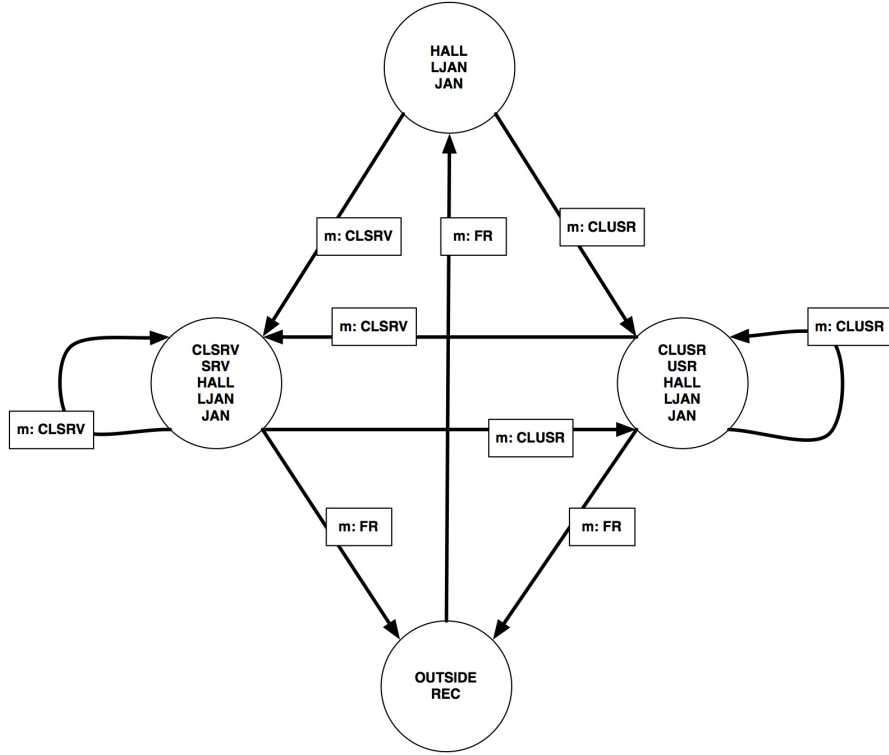 HALL
LJAN
JAN
m: CLSRV
m: FR
m: CLUSR
m: CLSRV
m: CLUSR
CLSRV
SRV
HALL
LJAN
JAN
CLUSR
USR
HALL
LJAN
JAN
m: CLSRV
m: CLUSR
m: FR
m: FR
OUTSIDE
REC